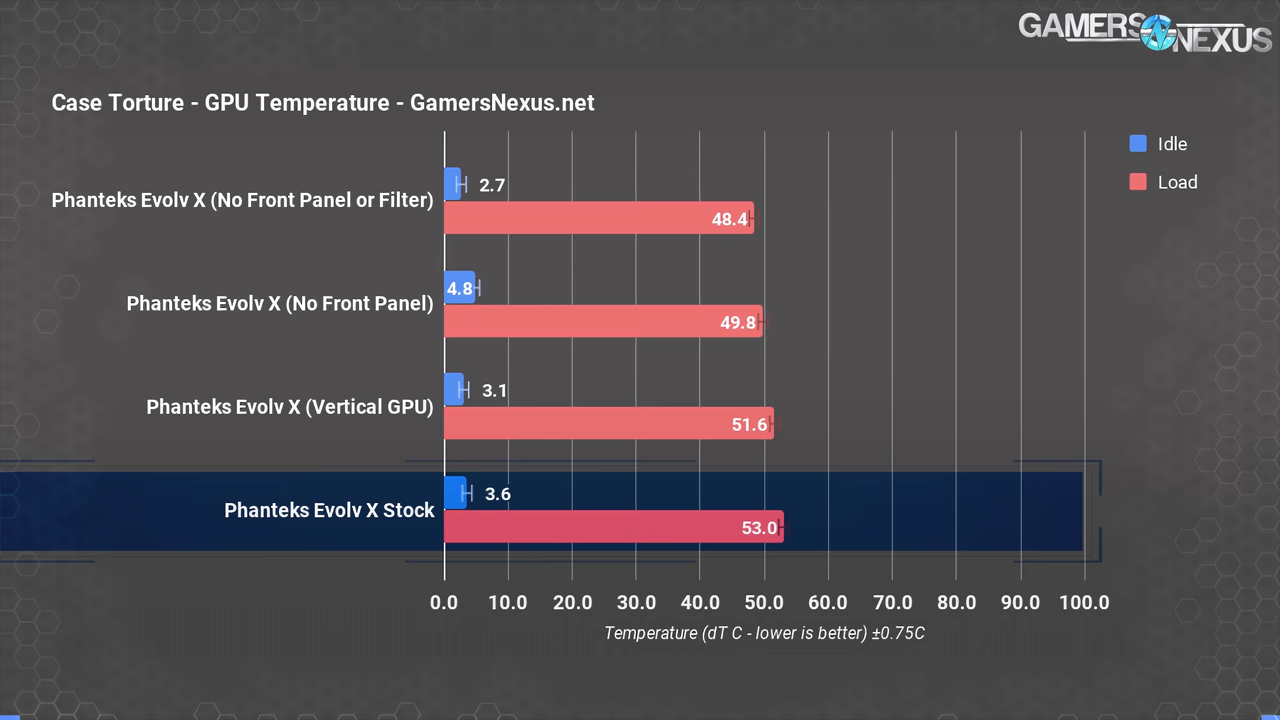 GAMERS NEXUS
Case Torture - GPU Temperature - GamersNexus.net
Idle
Load
Phanteks Evolv X (No Front Panel or Filter)
2.7
48.4
Phanteks Evolv X (No Front Panel)
4.8
49.8
Phanteks Evolv X (Vertical GPU)
3.1
51.6
Phanteks Evolv X Stock
3.6
53.0
0.0 10.0 20.0 30.0 40.0 50.0 60.0 70.0 80.0 90.0 100.0
Temperature (dT C - lower is better) ±0.75C